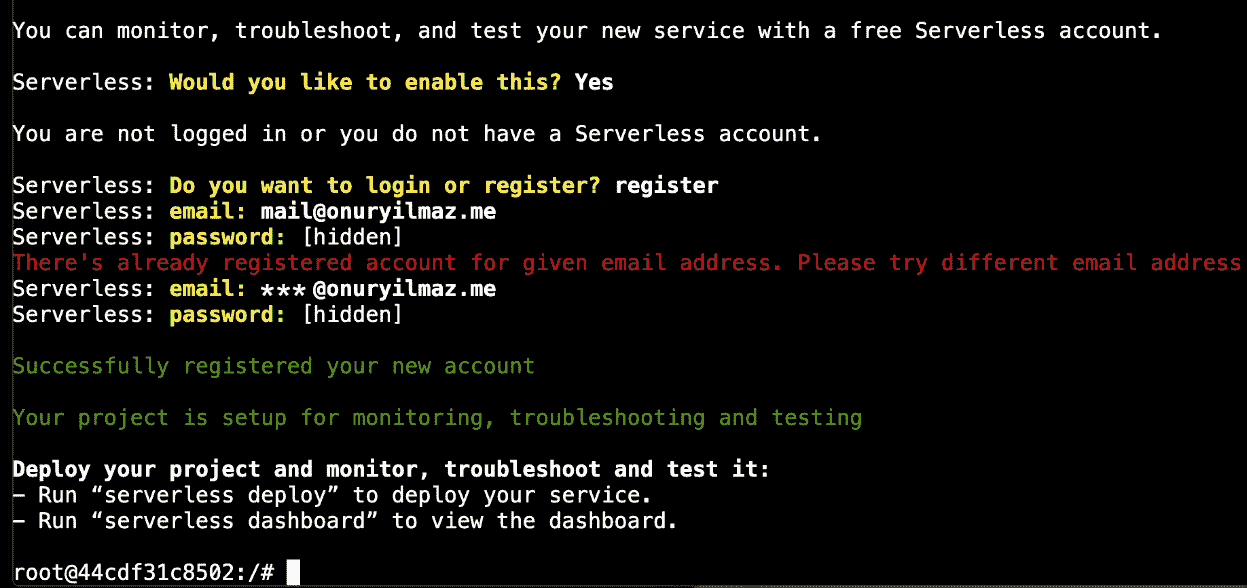 You can monitor, troubleshoot, and test your new service with a free Serverless account.
Serverless: Would you like to enable this? Yes
You are not logged in or you do not have a Serverless account.
Serverless: Do you want to login or register? register
Serverless: email: mail@onuryilmaz.me
Serverless: password: [hidden]
There's already registered account for given email address. Please try different email address
Serverless: email: ***@onuryilmaz.me
Serverless: password: [hidden]
Successfully registered your new account
Your project is setup for monitoring, troubleshooting and testing
Deploy your project and monitor, troubleshoot and test it:
- Run “serverless deploy” to deploy your service.
- Run “serverless dashboard” to view the dashboard.
root@44cdf31c8502:/#